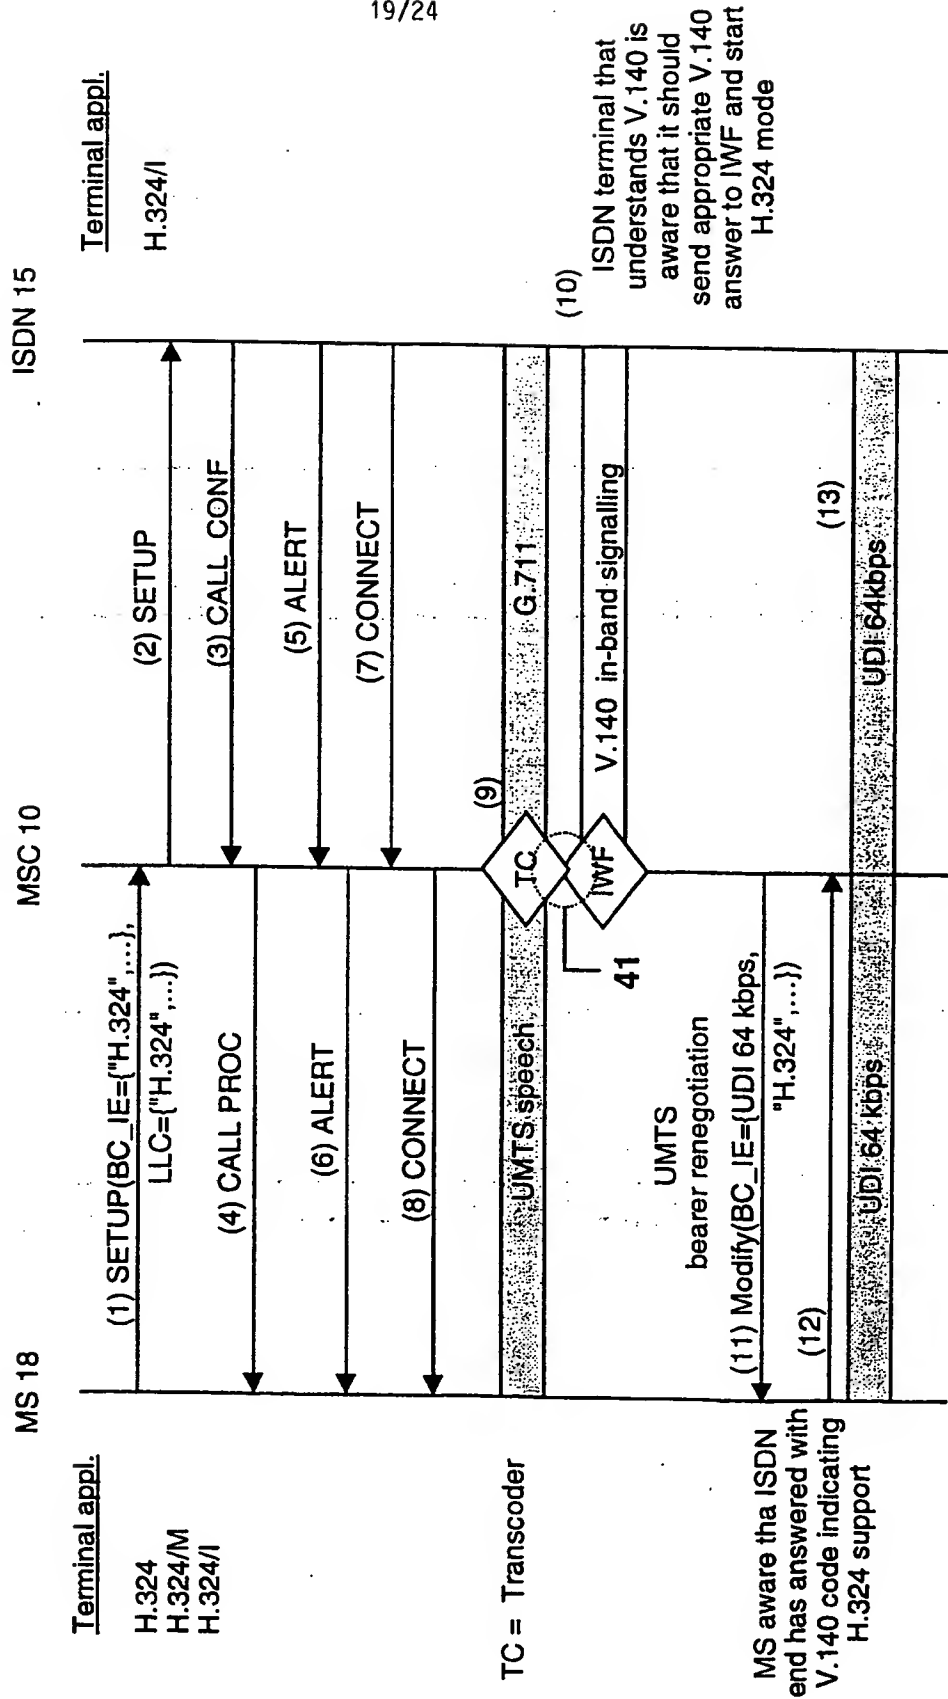 19/24
MS 18
MSC 10
ISDN 15
Terminal appl.
H.324
H.324/M
H.324/I
Terminal appl.
H.324/I
(1) SETUP(BC_IE={"H.324",...},
LLC={"H.324",...})
(2) SETUP
(3) CALL CONF
(4) CALL PROC
(5) ALERT
(6) ALERT
(7) CONNECT
(8) CONNECT
TC = Transcoder
UMTS speech
TC
(9)
G.711
(10)
IWF
V.140 in-band signalling
41
ISDN terminal that
understands V.140 is
aware that it should
send appropriate V.140
answer to IWF and start
H.324 mode
UMTS
bearer renegotiation
(11) Modify(BC_IE={UDI 64 kbps,
"H.324",...})
(12)
MS aware tha ISDN
end has answered with
V.140 code indicating
H.324 support
UDI 64 kbps
(13)
UDI 64kbps